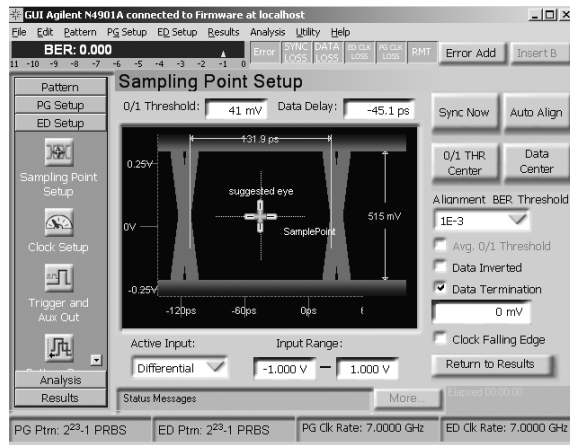 GUI Agilent N4901A connected to Firmware at localhost
File Edit Pattern PG Setup ED Setup Results Analysis Utility Help
BER: 0.000
11 -10 -9 -8 -7 -6 -5 -4 -3 -2 -1 0
Error SYNC LOSS DATA LOSS ED CLK LOSS PG CLK LOSS RMT Error Add Insert B
Pattern
PG Setup
ED Setup
Sampling Point Setup
Clock Setup
Trigger and Aux Out
Analysis
Results
Sampling Point Setup
0/1 Threshold: 41 mV Data Delay: -45.1 ps
131.9 ps
0.25V
suggested eye
515 mV
0V
SamplePoint
-0.25V
-120ps -60ps 0ps
Active Input: Input Range:
Differential -1.000 V 1.000 V
Status Messages More...
Sync Now Auto Align
0/1 THR Center Data Center
Alignment BER Threshold
1E-3
Avg. 0/1 Threshold
Data Inverted
Data Termination
0 mV
Clock Falling Edge
Return to Results
Elapsed 00:00:00
PG Ptrn: 2²³-1 PRBS ED Ptrn: 2²³-1 PRBS PG Clk Rate: 7.0000 GHz ED Clk Rate: 7.0000 GHz